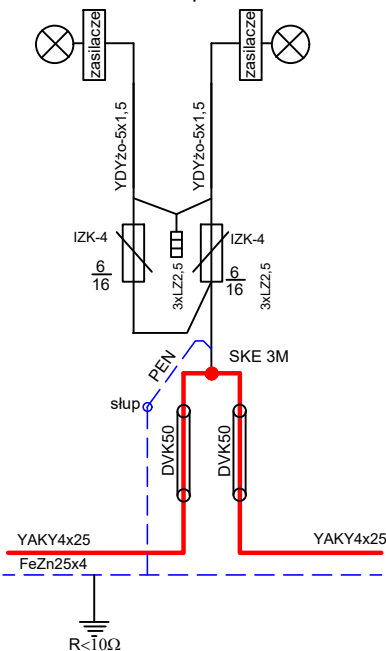 zasilacze
zasilacze
YDYżo-5x1,5
YDYżo-5x1,5
IZK-4
IZK-4
6
16
3xLZ2,5
6
16
3xLZ2,5
PEN
SKE 3M
słup
DVK50
DVK50
YAKY4x25
YAKY4x25
FeZn25x4
R<10Ω